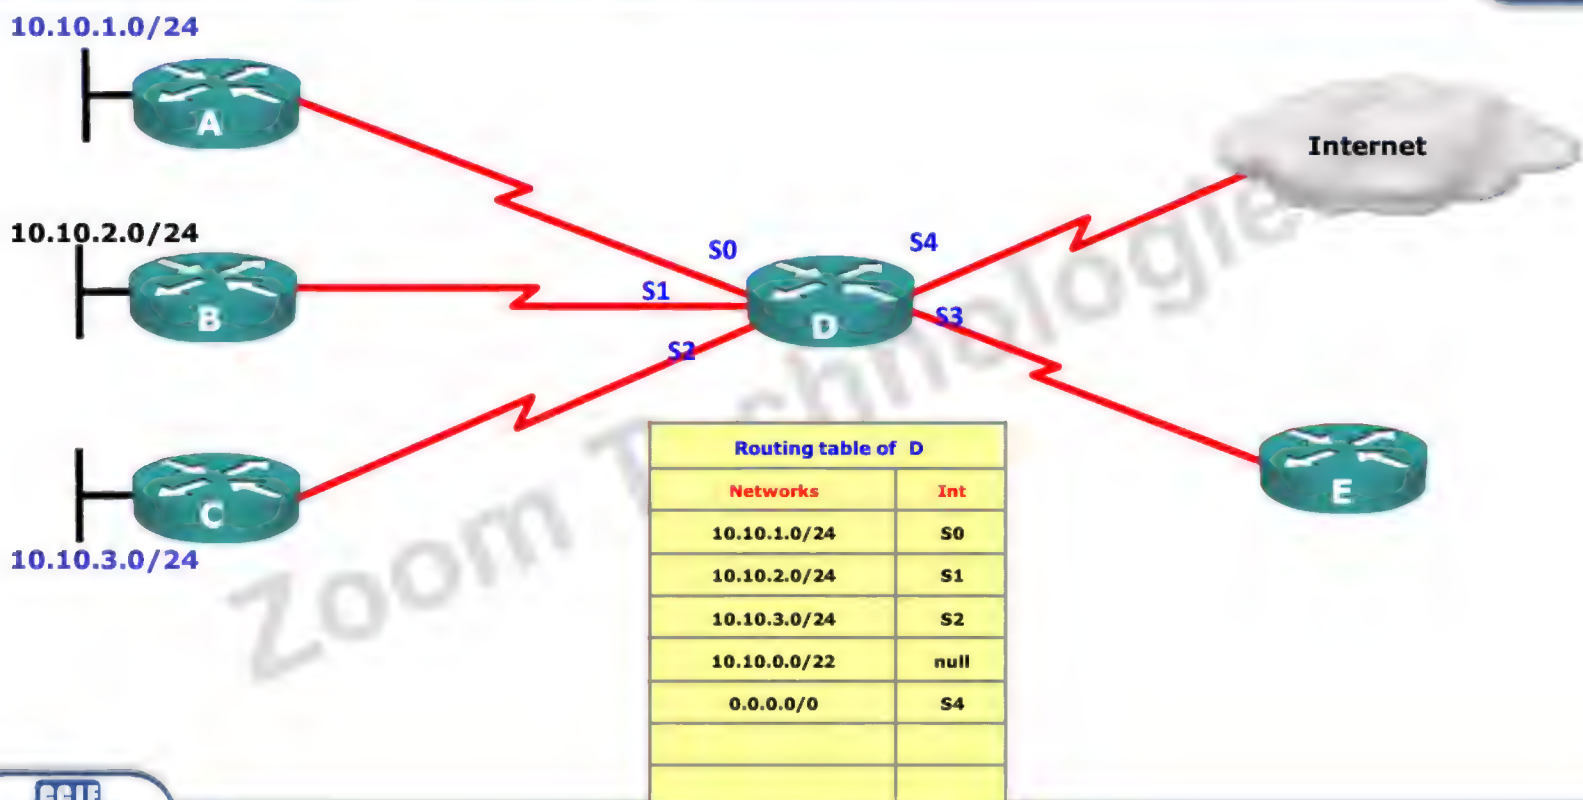 10.10.1.0/24
A
Internet
10.10.2.0/24
S0
S4
S1
B
D
S3
S2
C
E
10.10.3.0/24
Routing table of D
Networks Int
10.10.1.0/24 S0
10.10.2.0/24 S1
10.10.3.0/24 S2
10.10.0.0/22 null
0.0.0.0/0 S4
Zoom Technologies
CCIE